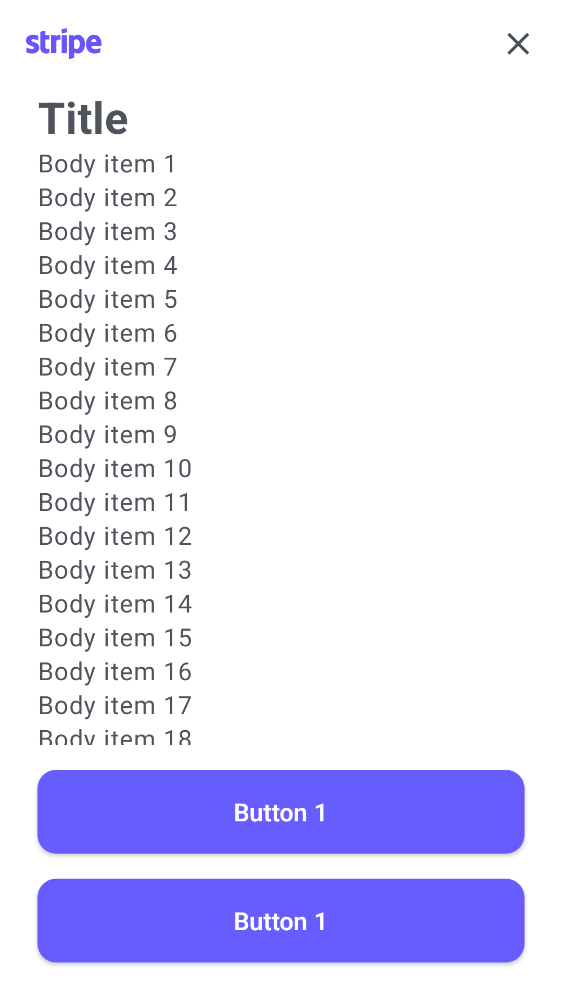 stripe
Title
Body item 1
Body item 2
Body item 3
Body item 4
Body item 5
Body item 6
Body item 7
Body item 8
Body item 9
Body item 10
Body item 11
Body item 12
Body item 13
Body item 14
Body item 15
Body item 16
Body item 17
Body item 18
Button 1
Button 1